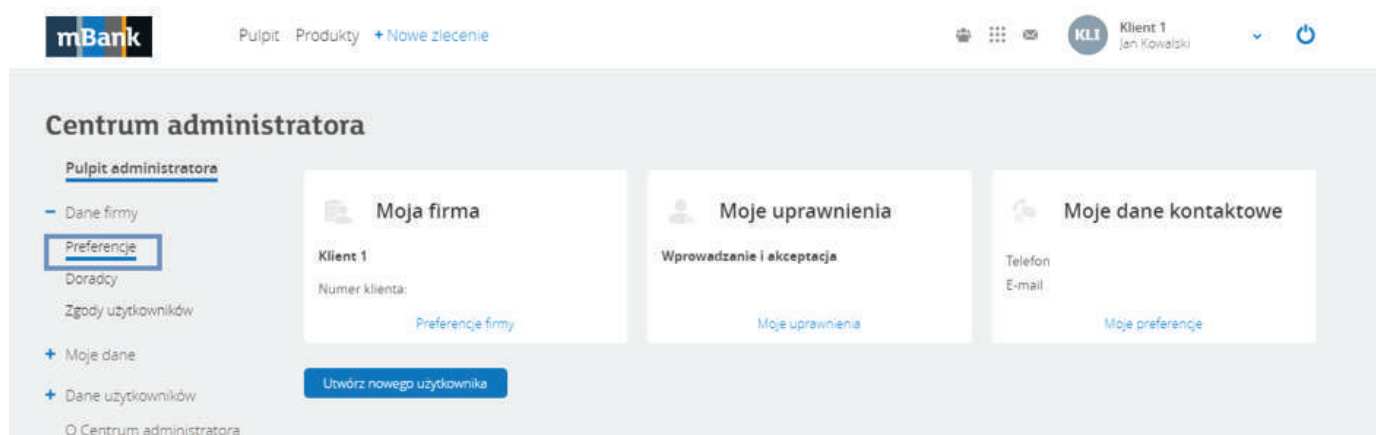 mBank
Pulpit Produkty + Nowe zlecenie
KLI
Klient 1
Jan Kowalski
Centrum administratora
Pulpit administratora
− Dane firmy
Preferencje
Doradcy
Zgody użytkowników
+ Moje dane
+ Dane użytkowników
O Centrum administratora
Moja firma
Klient 1
Numer klienta:
Preferencje firmy
Moje uprawnienia
Wprowadzanie i akceptacja
Moje uprawnienia
Moje dane kontaktowe
Telefon
E-mail
Moje preferencje
Utwórz nowego użytkownika